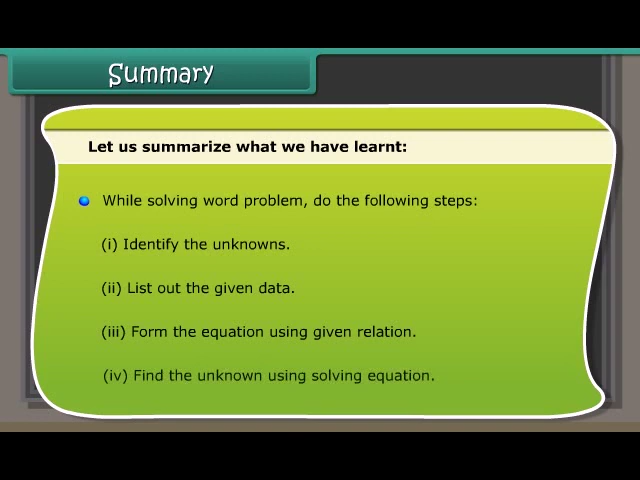 Summary
Let us summarize what we have learnt:
While solving word problem, do the following steps:
(i) Identify the unknowns.
(ii) List out the given data.
(iii) Form the equation using given relation.
(iv) Find the unknown using solving equation.